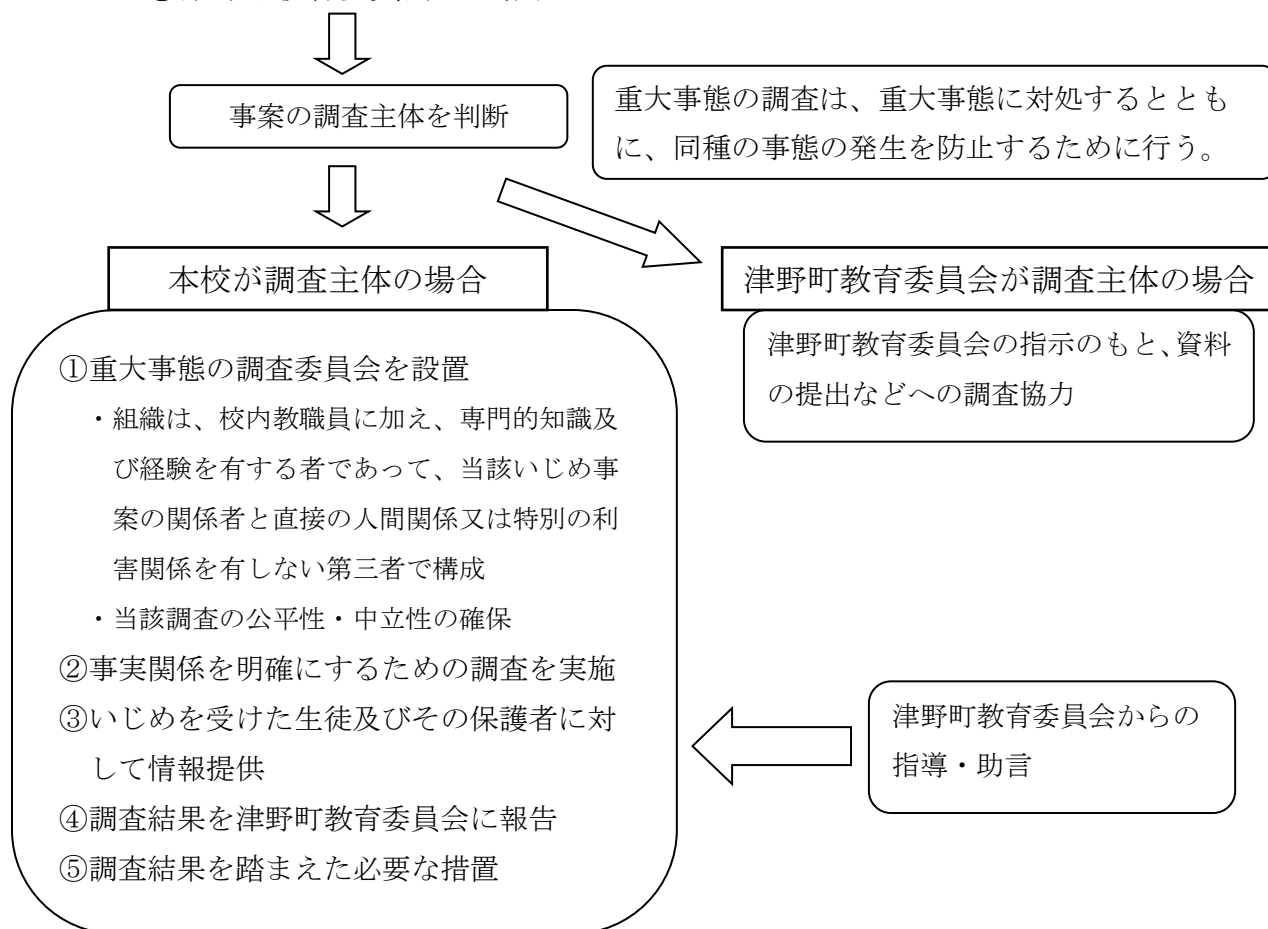 事案の調査主体を判断
重大事態の調査は、重大事態に対処するととも
に、同種の事態の発生を防止するために行う。
本校が調査主体の場合
津野町教育委員会が調査主体の場合
津野町教育委員会の指示のもと、資料
の提出などへの調査協力
①重大事態の調査委員会を設置
・組織は、校内教職員に加え、専門的知識及
び経験を有する者であって、当該いじめ事
案の関係者と直接の人間関係又は特別の利
害関係を有しない第三者で構成
・当該調査の公平性・中立性の確保
②事実関係を明確にするための調査を実施
③いじめを受けた生徒及びその保護者に対
して情報提供
④調査結果を津野町教育委員会に報告
⑤調査結果を踏まえた必要な措置
津野町教育委員会からの
指導・助言